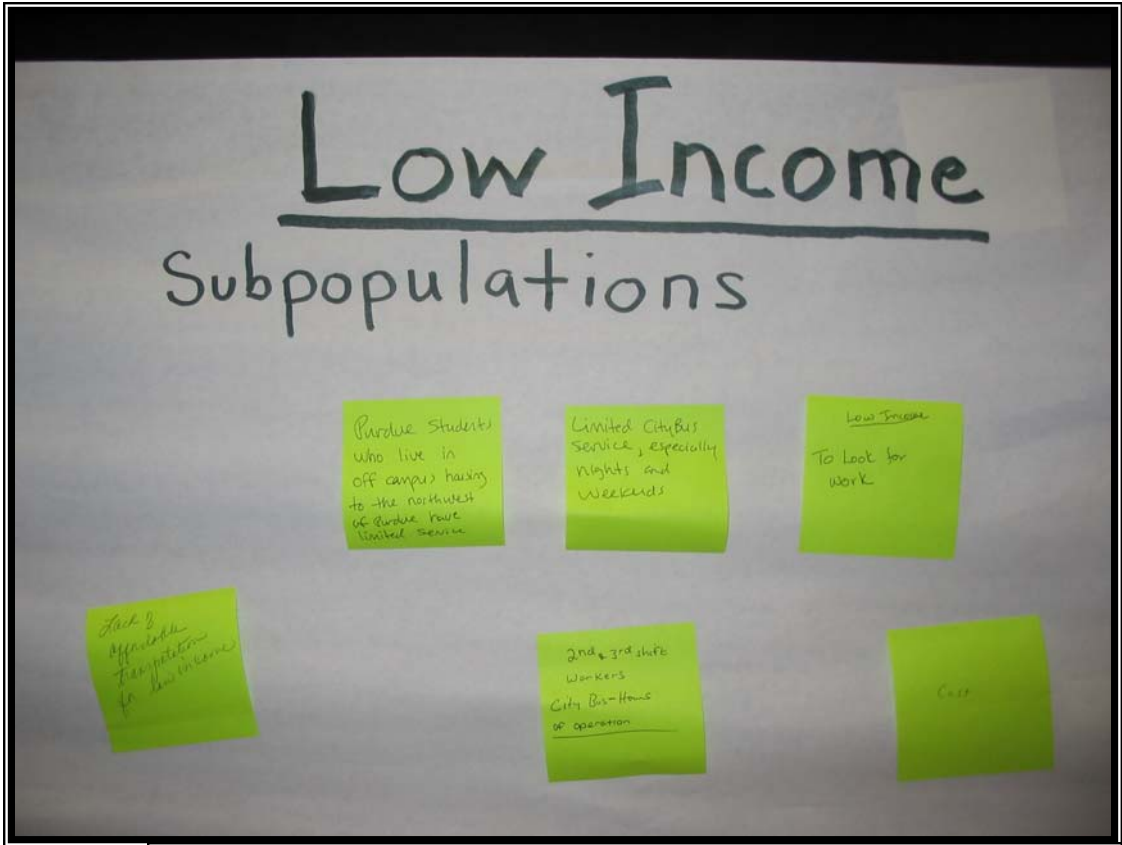 Low Income
Subpopulations
Purdue Students
who live in
off campus housing
to the northwest
of Purdue have
limited service
Limited CityBus
Service, especially
nights and
Weekends
Low Income
To Look for
work
Lack of
affordable
transportation
for low income
2nd & 3rd shift
workers
City Bus-Hours
of operation
Cost